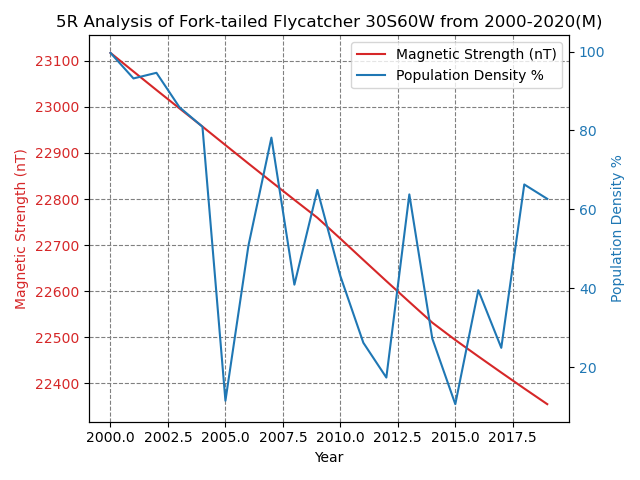 5R Analysis of Fork-tailed Flycatcher 30S60W from 2000-2020(M)
Magnetic Strength (nT)
Population Density %
23100
23000
22900
22800
22700
22600
22500
22400
Magnetic Strength (nT)
100
80
60
40
20
Population Density %
2000.0 2002.5 2005.0 2007.5 2010.0 2012.5 2015.0 2017.5
Year